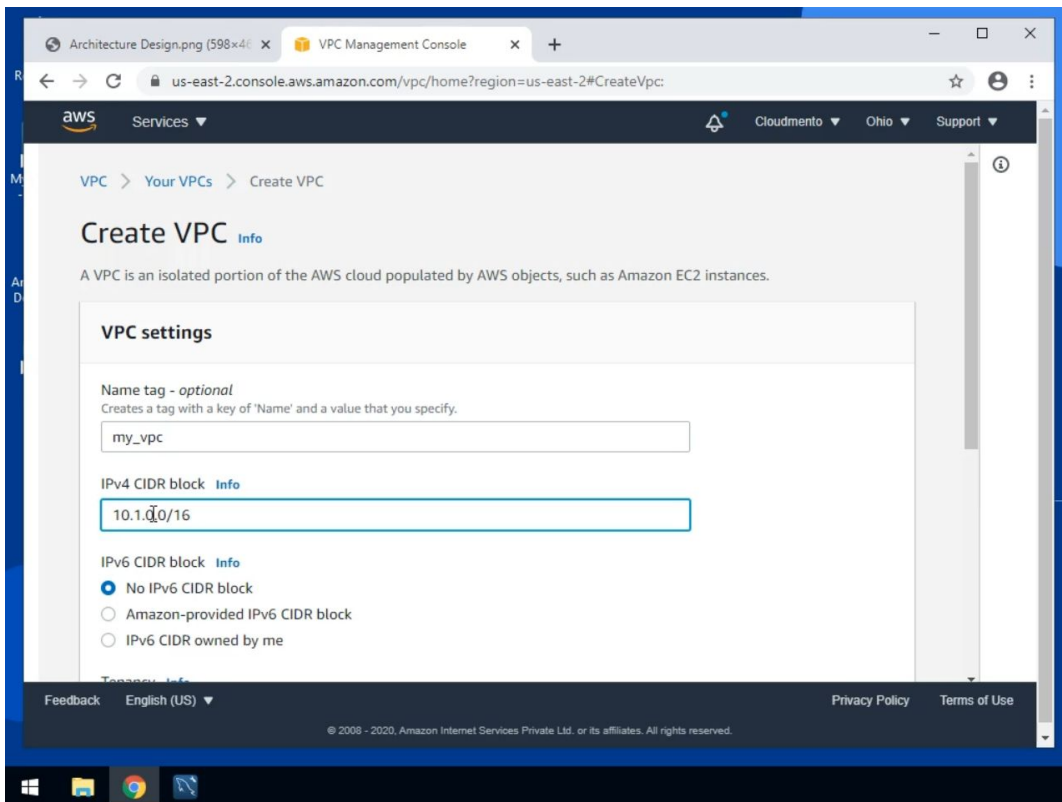 Architecture Design.png (598×46
VPC Management Console
us-east-2.console.aws.amazon.com/vpc/home?region=us-east-2#CreateVpc:
aws Services Cloudmento Ohio Support
VPC > Your VPCs > Create VPC
Create VPC Info
A VPC is an isolated portion of the AWS cloud populated by AWS objects, such as Amazon EC2 instances.
VPC settings
Name tag - optional
Creates a tag with a key of 'Name' and a value that you specify.
my_vpc
IPv4 CIDR block Info
10.1.0.0/16
IPv6 CIDR block Info
No IPv6 CIDR block
Amazon-provided IPv6 CIDR block
IPv6 CIDR owned by me
Tenancy Info
Feedback English (US) Privacy Policy Terms of Use
© 2008 - 2020, Amazon Internet Services Private Ltd. or its affiliates. All rights reserved.